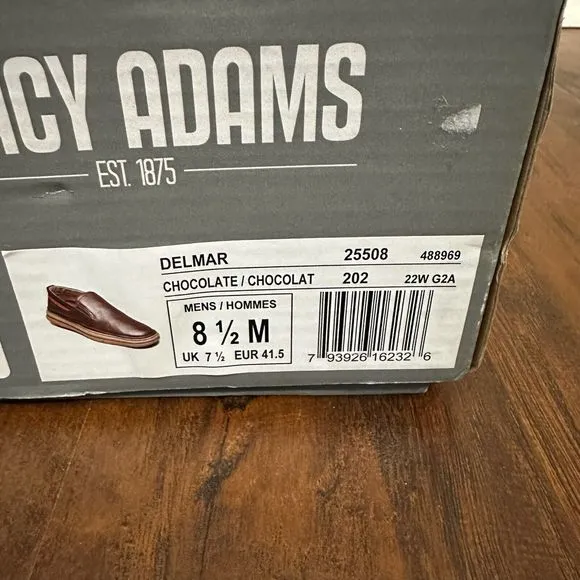 ACY ADAMS
EST. 1875
DELMAR 25508 488969
CHOCOLATE / CHOCOLAT 202 22W G2A
MENS / HOMMES
8 ½ M
UK 7 ½ EUR 41.5
7 93926 16232 6